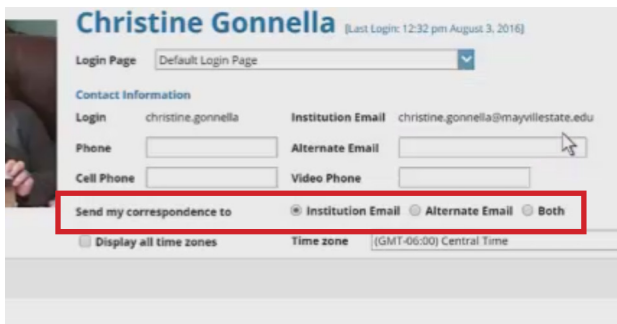 Christine Gonnella [Last Login: 12:32 pm August 3, 2016]
Login Page Default Login Page
Contact Information
Login christine.gonnella Institution Email christine.gonnella@mayvillestate.edu
Phone Alternate Email
Cell Phone Video Phone
Send my correspondence to Institution Email Alternate Email Both
Display all time zones Time zone (GMT-06:00) Central Time